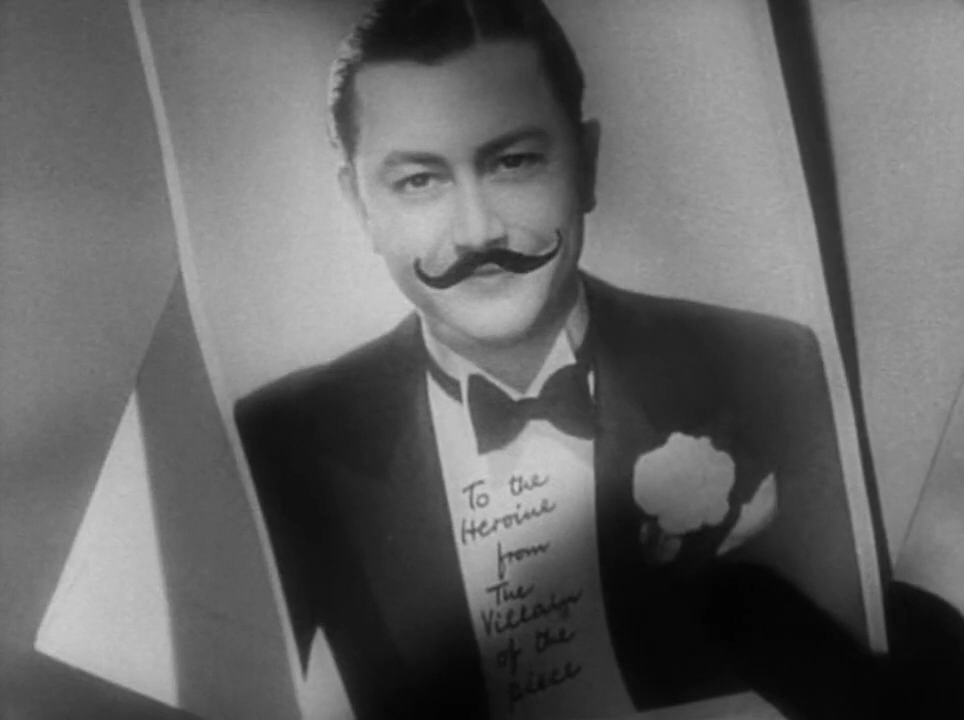 To the
Heroine
from
The
Villain
of the
piece